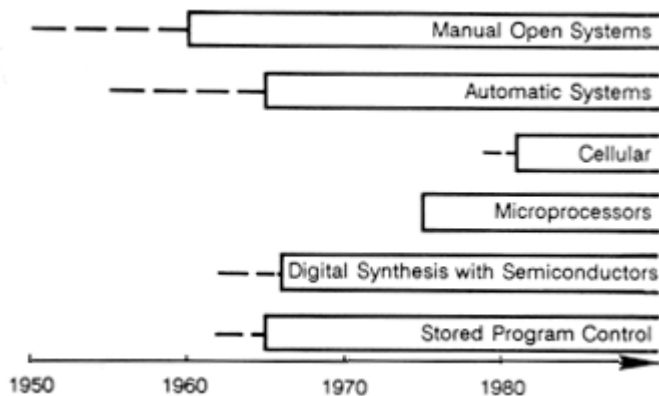 Manual Open Systems
Automatic Systems
Cellular
Microprocessors
Digital Synthesis with Semiconductors
Stored Program Control
1950 1960 1970 1980